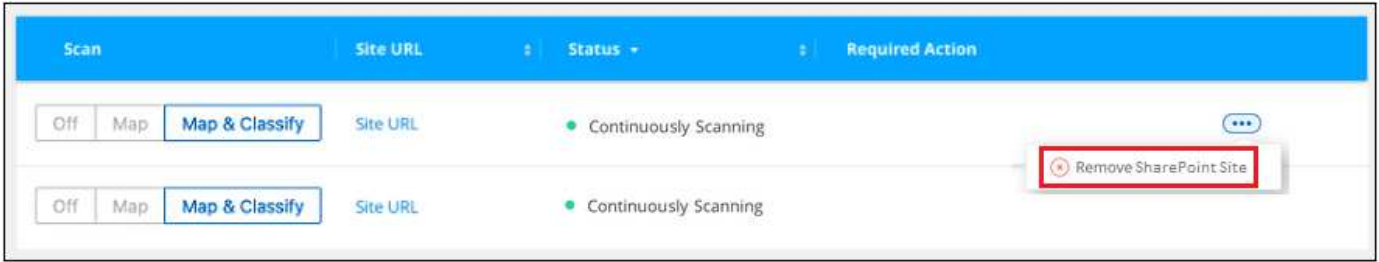 Scan Site URL Status Required Action
Off Map Map & Classify Site URL Continuously Scanning
Remove SharePoint Site
Off Map Map & Classify Site URL Continuously Scanning